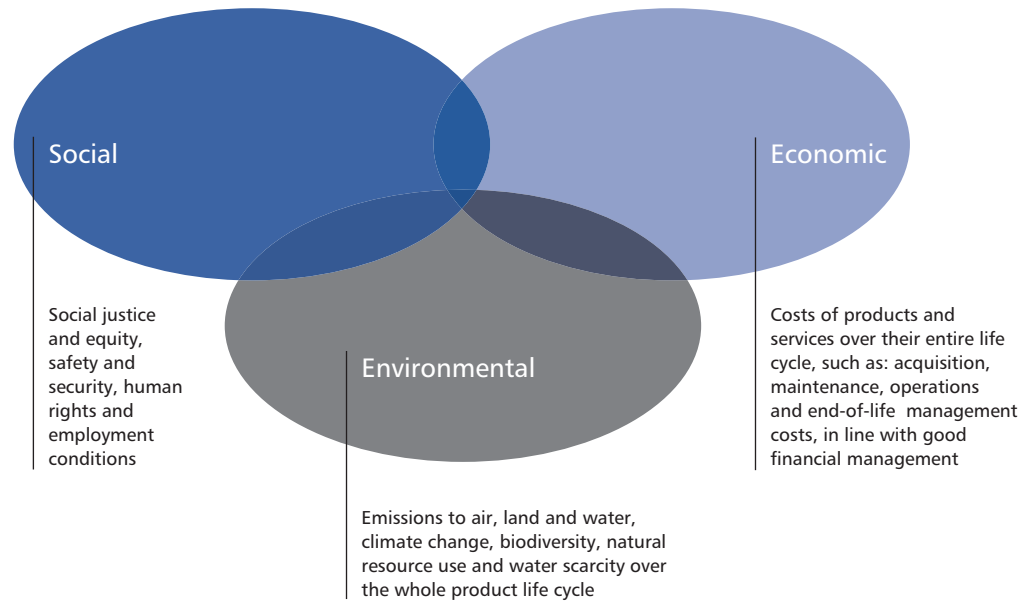 Social
Social justice
and equity,
safety and
security, human
rights and
employment
conditions
Environmental
Emissions to air, land and water,
climate change, biodiversity, natural
resource use and water scarcity over
the whole product life cycle
Economic
Costs of products and
services over their entire life
cycle, such as: acquisition,
maintenance, operations
and end-of-life  management
costs, in line with good
financial management